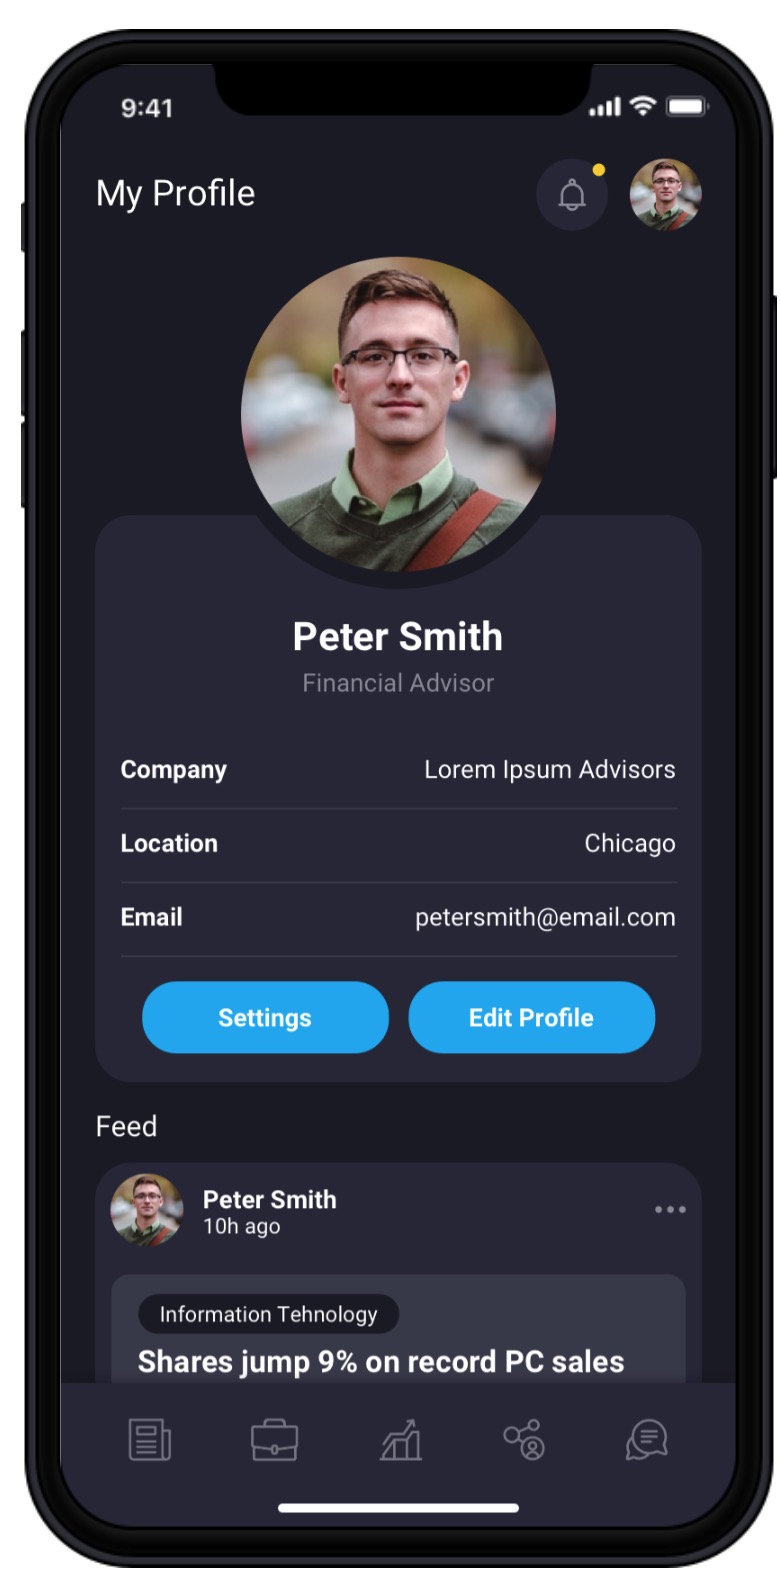 9:41
My Profile
Peter Smith
Financial Advisor
Company Lorem Ipsum Advisors
Location Chicago
Email petersmith@email.com
Settings Edit Profile
Feed
Peter Smith
10h ago
Information Tehnology
Shares jump 9% on record PC sales